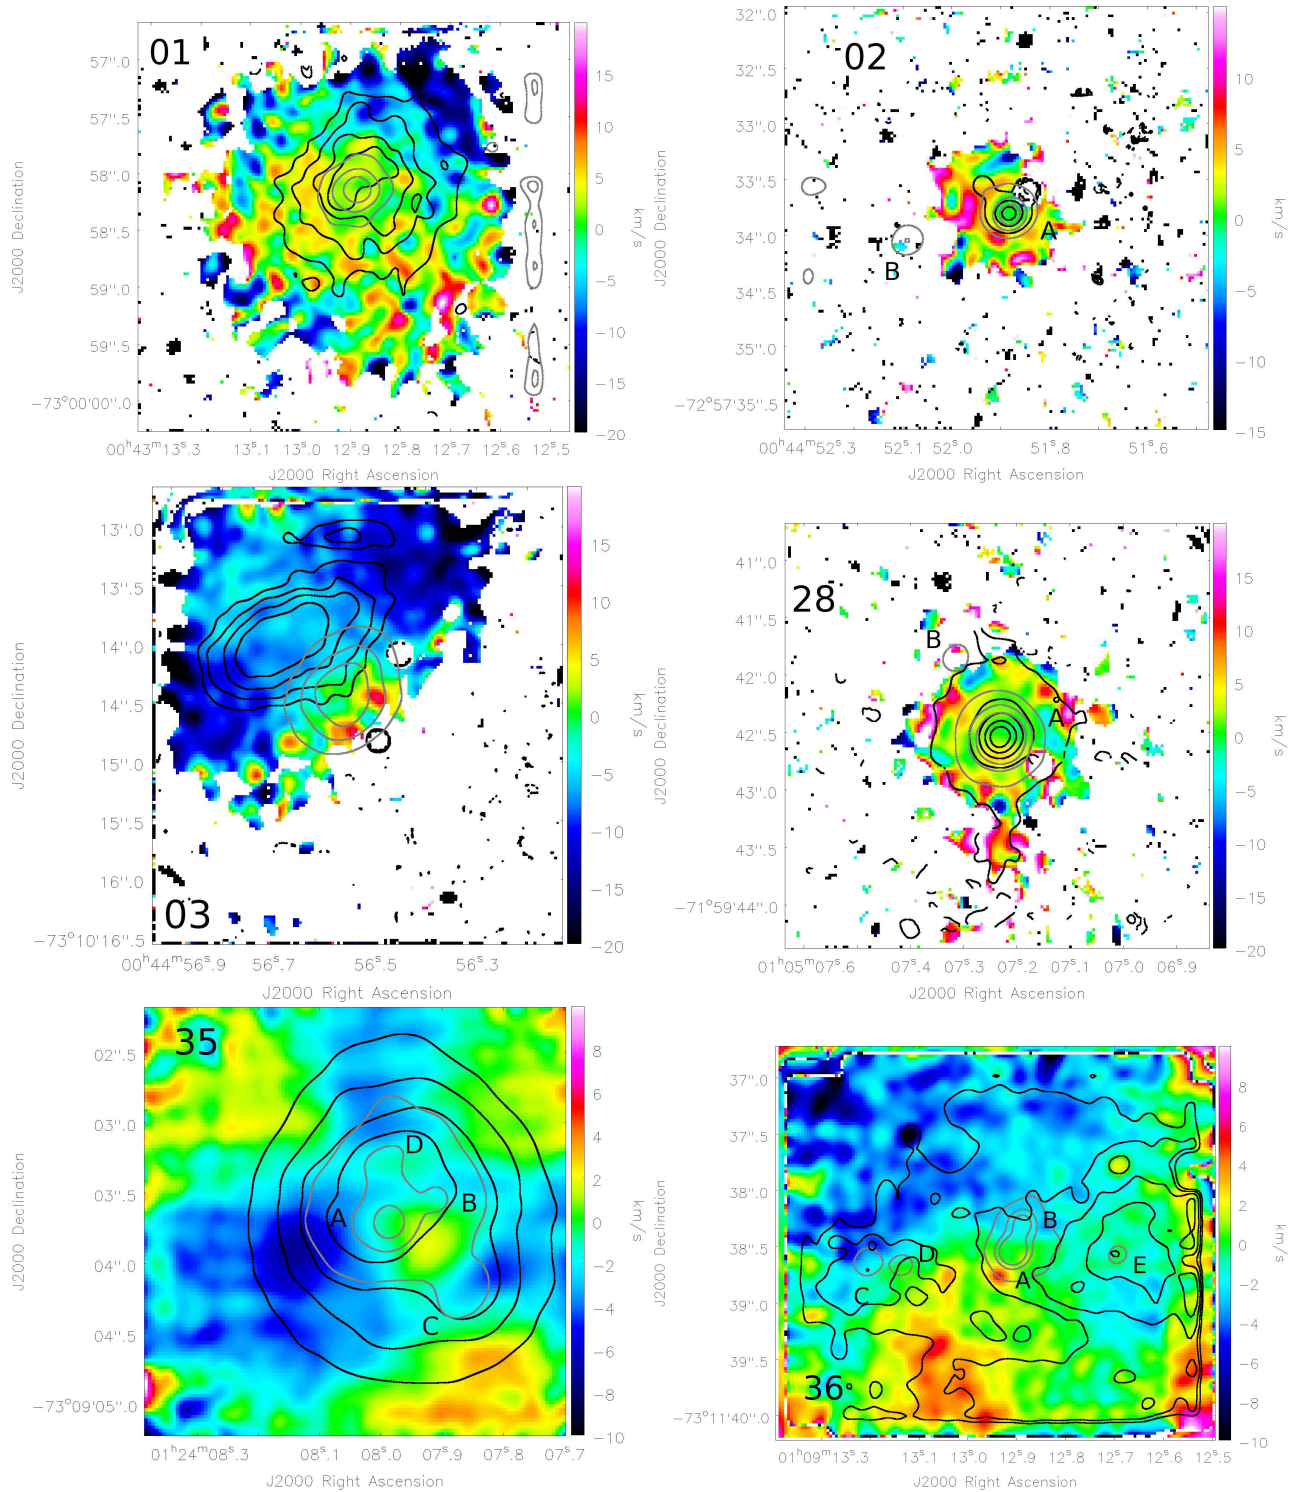 01
57".0
57".5
58".0
58".5
59".0
59".5
−73°00'00".0
00ʰ43ᵐ13ˢ.3
13ˢ.1
13ˢ.0
12ˢ.9
12ˢ.8
12ˢ.7
12ˢ.6
12ˢ.5
J2000 Right Ascension
J2000 Declination
15
10
5
0
−5
−10
−15
−20
km/s
02
32".0
32".5
33".0
33".5
34".0
34".5
35".0
−72°57'35".5
A
B
00ʰ44ᵐ52ˢ.3
52ˢ.1
52ˢ.0
51ˢ.8
51ˢ.6
J2000 Right Ascension
J2000 Declination
10
5
0
−5
−10
−15
km/s
03
13".0
13".5
14".0
14".5
15".0
15".5
16".0
−73°10'16".5
00ʰ44ᵐ56ˢ.9
56ˢ.7
56ˢ.5
56ˢ.3
J2000 Right Ascension
J2000 Declination
15
10
5
0
−5
−10
−15
−20
km/s
28
41".0
41".5
42".0
42".5
43".0
43".5
−71°59'44".0
B
A
01ʰ05ᵐ07ˢ.6
07ˢ.4
07ˢ.3
07ˢ.2
07ˢ.1
07ˢ.0
06ˢ.9
J2000 Right Ascension
J2000 Declination
15
10
5
0
−5
−10
−15
−20
km/s
35
02".5
03".0
03".5
04".0
04".5
−73°09'05".0
D
A
B
C
01ʰ24ᵐ08ˢ.3
08ˢ.1
08ˢ.0
07ˢ.9
07ˢ.7
J2000 Right Ascension
J2000 Declination
8
6
4
2
0
−2
−4
−6
−8
−10
km/s
36
37".0
37".5
38".0
38".5
39".0
39".5
−73°11'40".0
B
D
A
E
C
01ʰ09ᵐ13ˢ.3
13ˢ.1
13ˢ.0
12ˢ.9
12ˢ.8
12ˢ.7
12ˢ.6
12ˢ.5
J2000 Right Ascension
J2000 Declination
8
6
4
2
0
−2
−4
−6
−8
−10
km/s